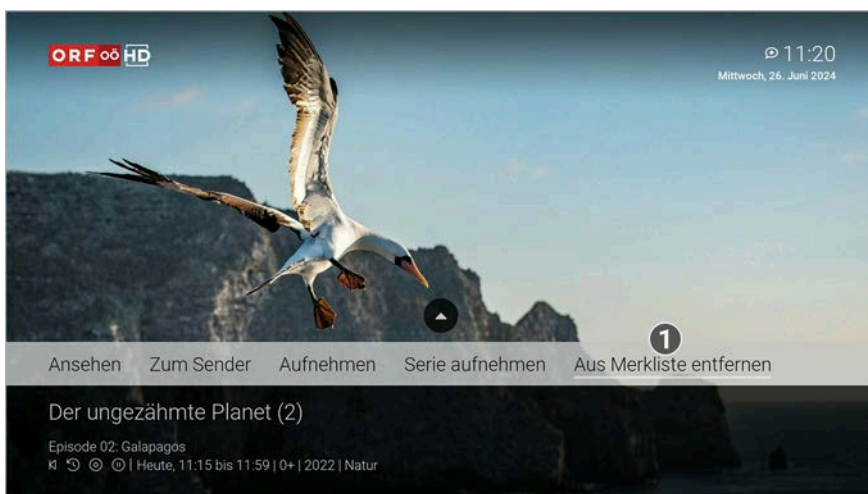 ORF oö HD
11:20
Mittwoch, 26. Juni 2024
1
Ansehen Zum Sender Aufnehmen Serie aufnehmen Aus Merkliste entfernen
Der ungezähmte Planet (2)
Episode 02: Galapagos
| Heute, 11:15 bis 11:59 | 0+ | 2022 | Natur